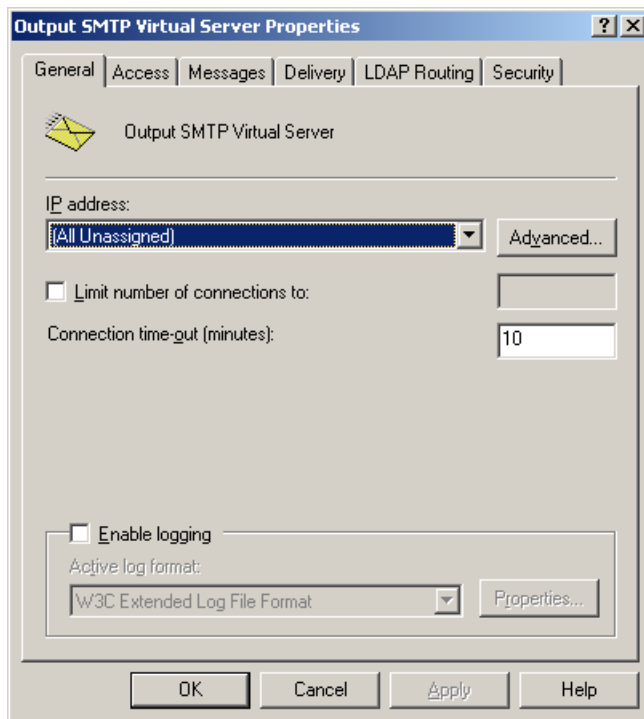 Output SMTP Virtual Server Properties
General Access Messages Delivery LDAP Routing Security
Output SMTP Virtual Server
IP address:
(All Unassigned) Advanced...
Limit number of connections to:
Connection time-out (minutes): 10
Enable logging
Active log format:
W3C Extended Log File Format Properties...
OK Cancel Apply Help